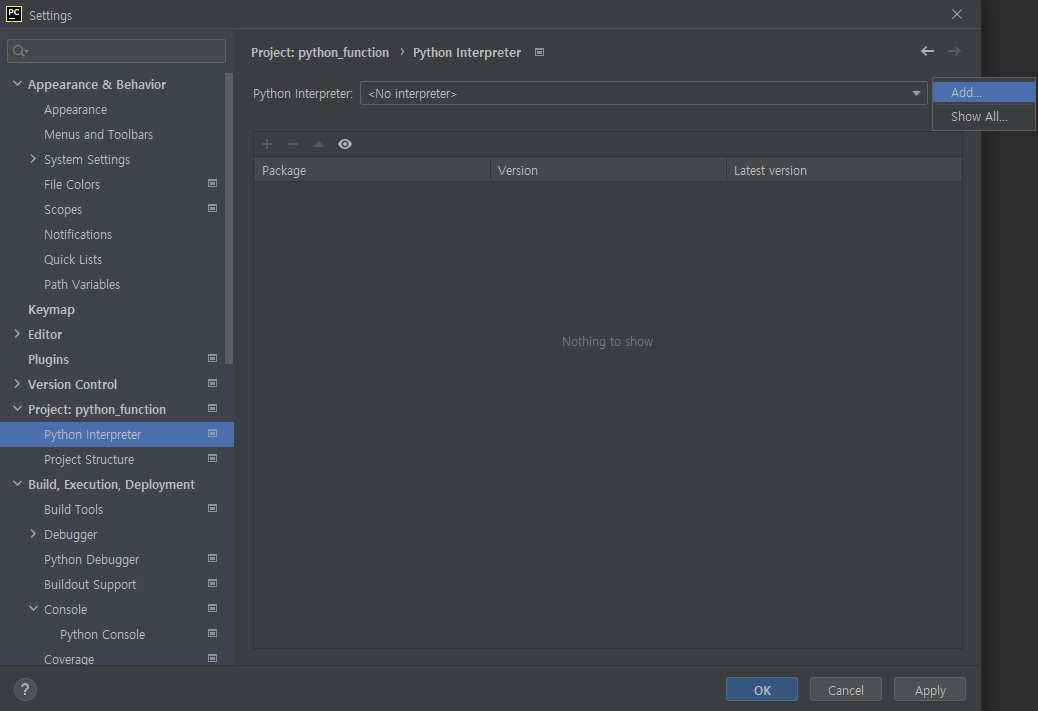 PC Settings
Project: python_function › Python Interpreter
Python Interpreter: <No interpreter>
Add...
Show All...
Appearance & Behavior
Appearance
Menus and Toolbars
System Settings
File Colors
Scopes
Notifications
Quick Lists
Path Variables
Keymap
Editor
Plugins
Version Control
Project: python_function
Python Interpreter
Project Structure
Build, Execution, Deployment
Build Tools
Debugger
Python Debugger
Buildout Support
Console
Python Console
Coverage
Package Version Latest version
Nothing to show
? OK Cancel Apply